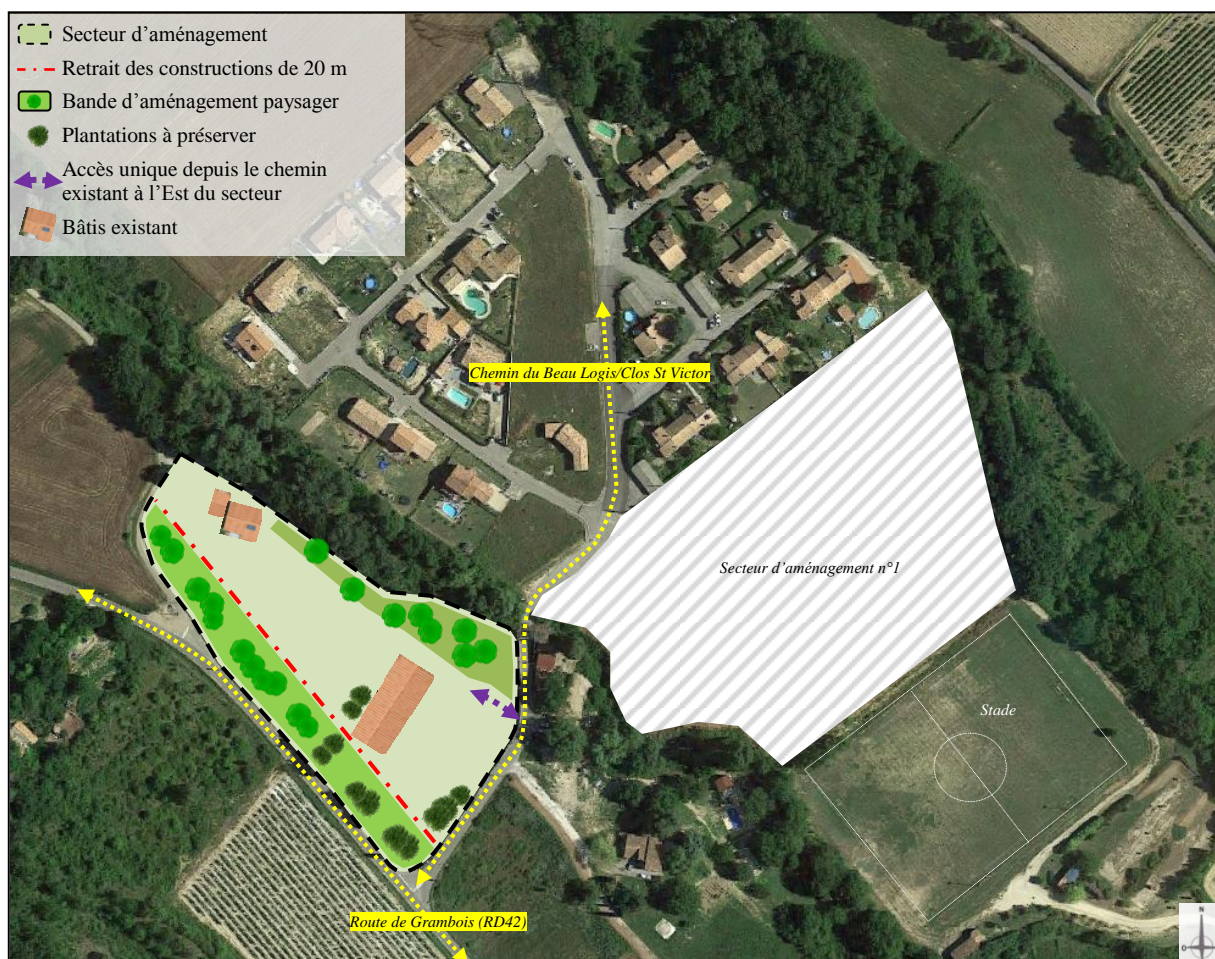 Secteur d'aménagement
Retrait des constructions de 20 m
Bande d'aménagement paysager
Plantations à préserver
Accès unique depuis le chemin
existant à l'Est du secteur
Bâtis existant
Chemin du Beau Logis/Clos St Victor
Secteur d'aménagement n°1
Stade
Route de Grambois (RD42)
N
O